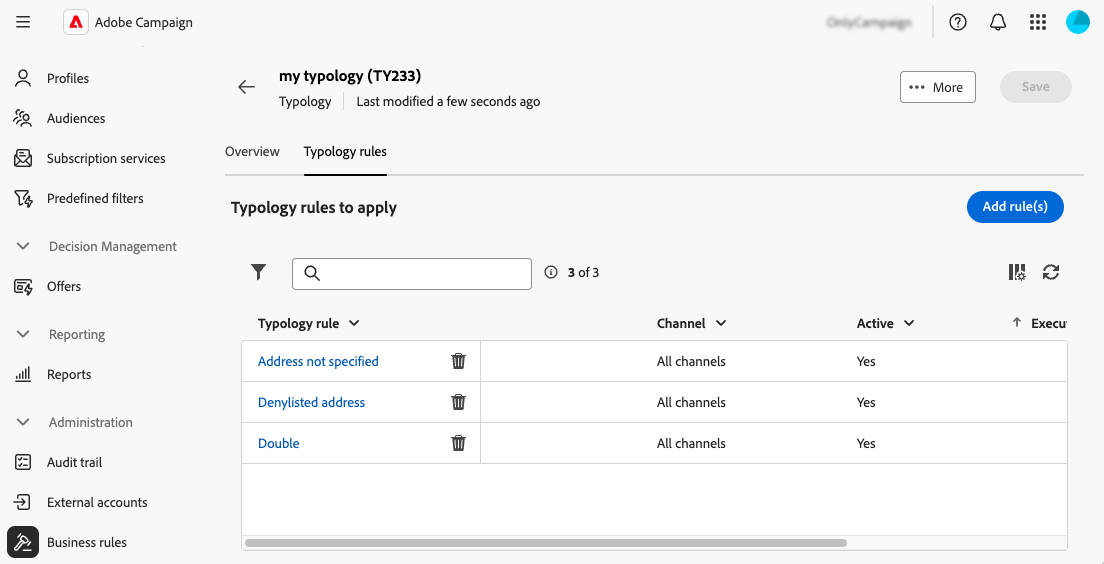 Adobe Campaign
Profiles
Audiences
Subscription services
Predefined filters
Decision Management
Offers
Reporting
Reports
Administration
Audit trail
External accounts
Business rules
my typology (TY233)
Typology
Last modified a few seconds ago
More
Save
Overview
Typology rules
Typology rules to apply
Add rule(s)
3 of 3
Typology rule
Channel
Active
Execu
Address not specified
All channels
Yes
Denylisted address
All channels
Yes
Double
All channels
Yes